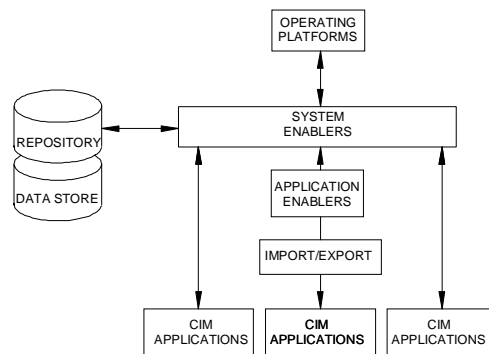 OPERATING
PLATFORMS
SYSTEM
ENABLERS
REPOSITORY
DATA STORE
APPLICATION
ENABLERS
IMPORT/EXPORT
CIM
APPLICATIONS
CIM
APPLICATIONS
CIM
APPLICATIONS